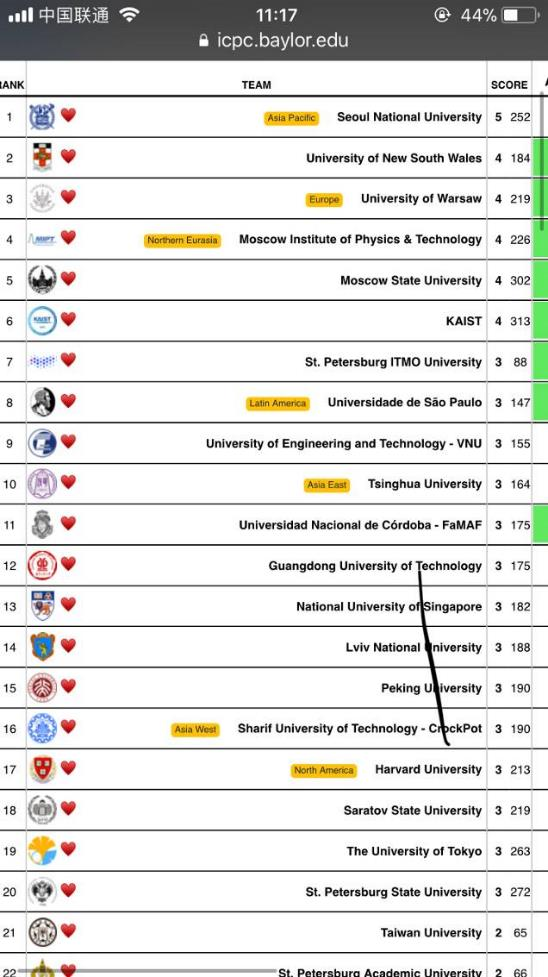 中国联通 11:17 44%
icpc.baylor.edu
RANK TEAM SCORE
1 Asia Pacific Seoul National University 5 252
2 University of New South Wales 4 184
3 Europe University of Warsaw 4 219
4 MIPT Northern Eurasia Moscow Institute of Physics & Technology 4 226
5 Moscow State University 4 302
6 KAIST KAIST 4 313
7 St. Petersburg ITMO University 3 88
8 Latin America Universidade de São Paulo 3 147
9 University of Engineering and Technology - VNU 3 155
10 Asia East Tsinghua University 3 164
11 Universidad Nacional de Córdoba - FaMAF 3 175
12 Guangdong University of Technology 3 175
13 National University of Singapore 3 182
14 Lviv National University 3 188
15 Peking University 3 190
16 Asia West Sharif University of Technology - CrockPot 3 190
17 North America Harvard University 3 213
18 Saratov State University 3 219
19 The University of Tokyo 3 263
20 St. Petersburg State University 3 272
21 Taiwan University 2 65
22 St. Petersburg Academic University 2 66